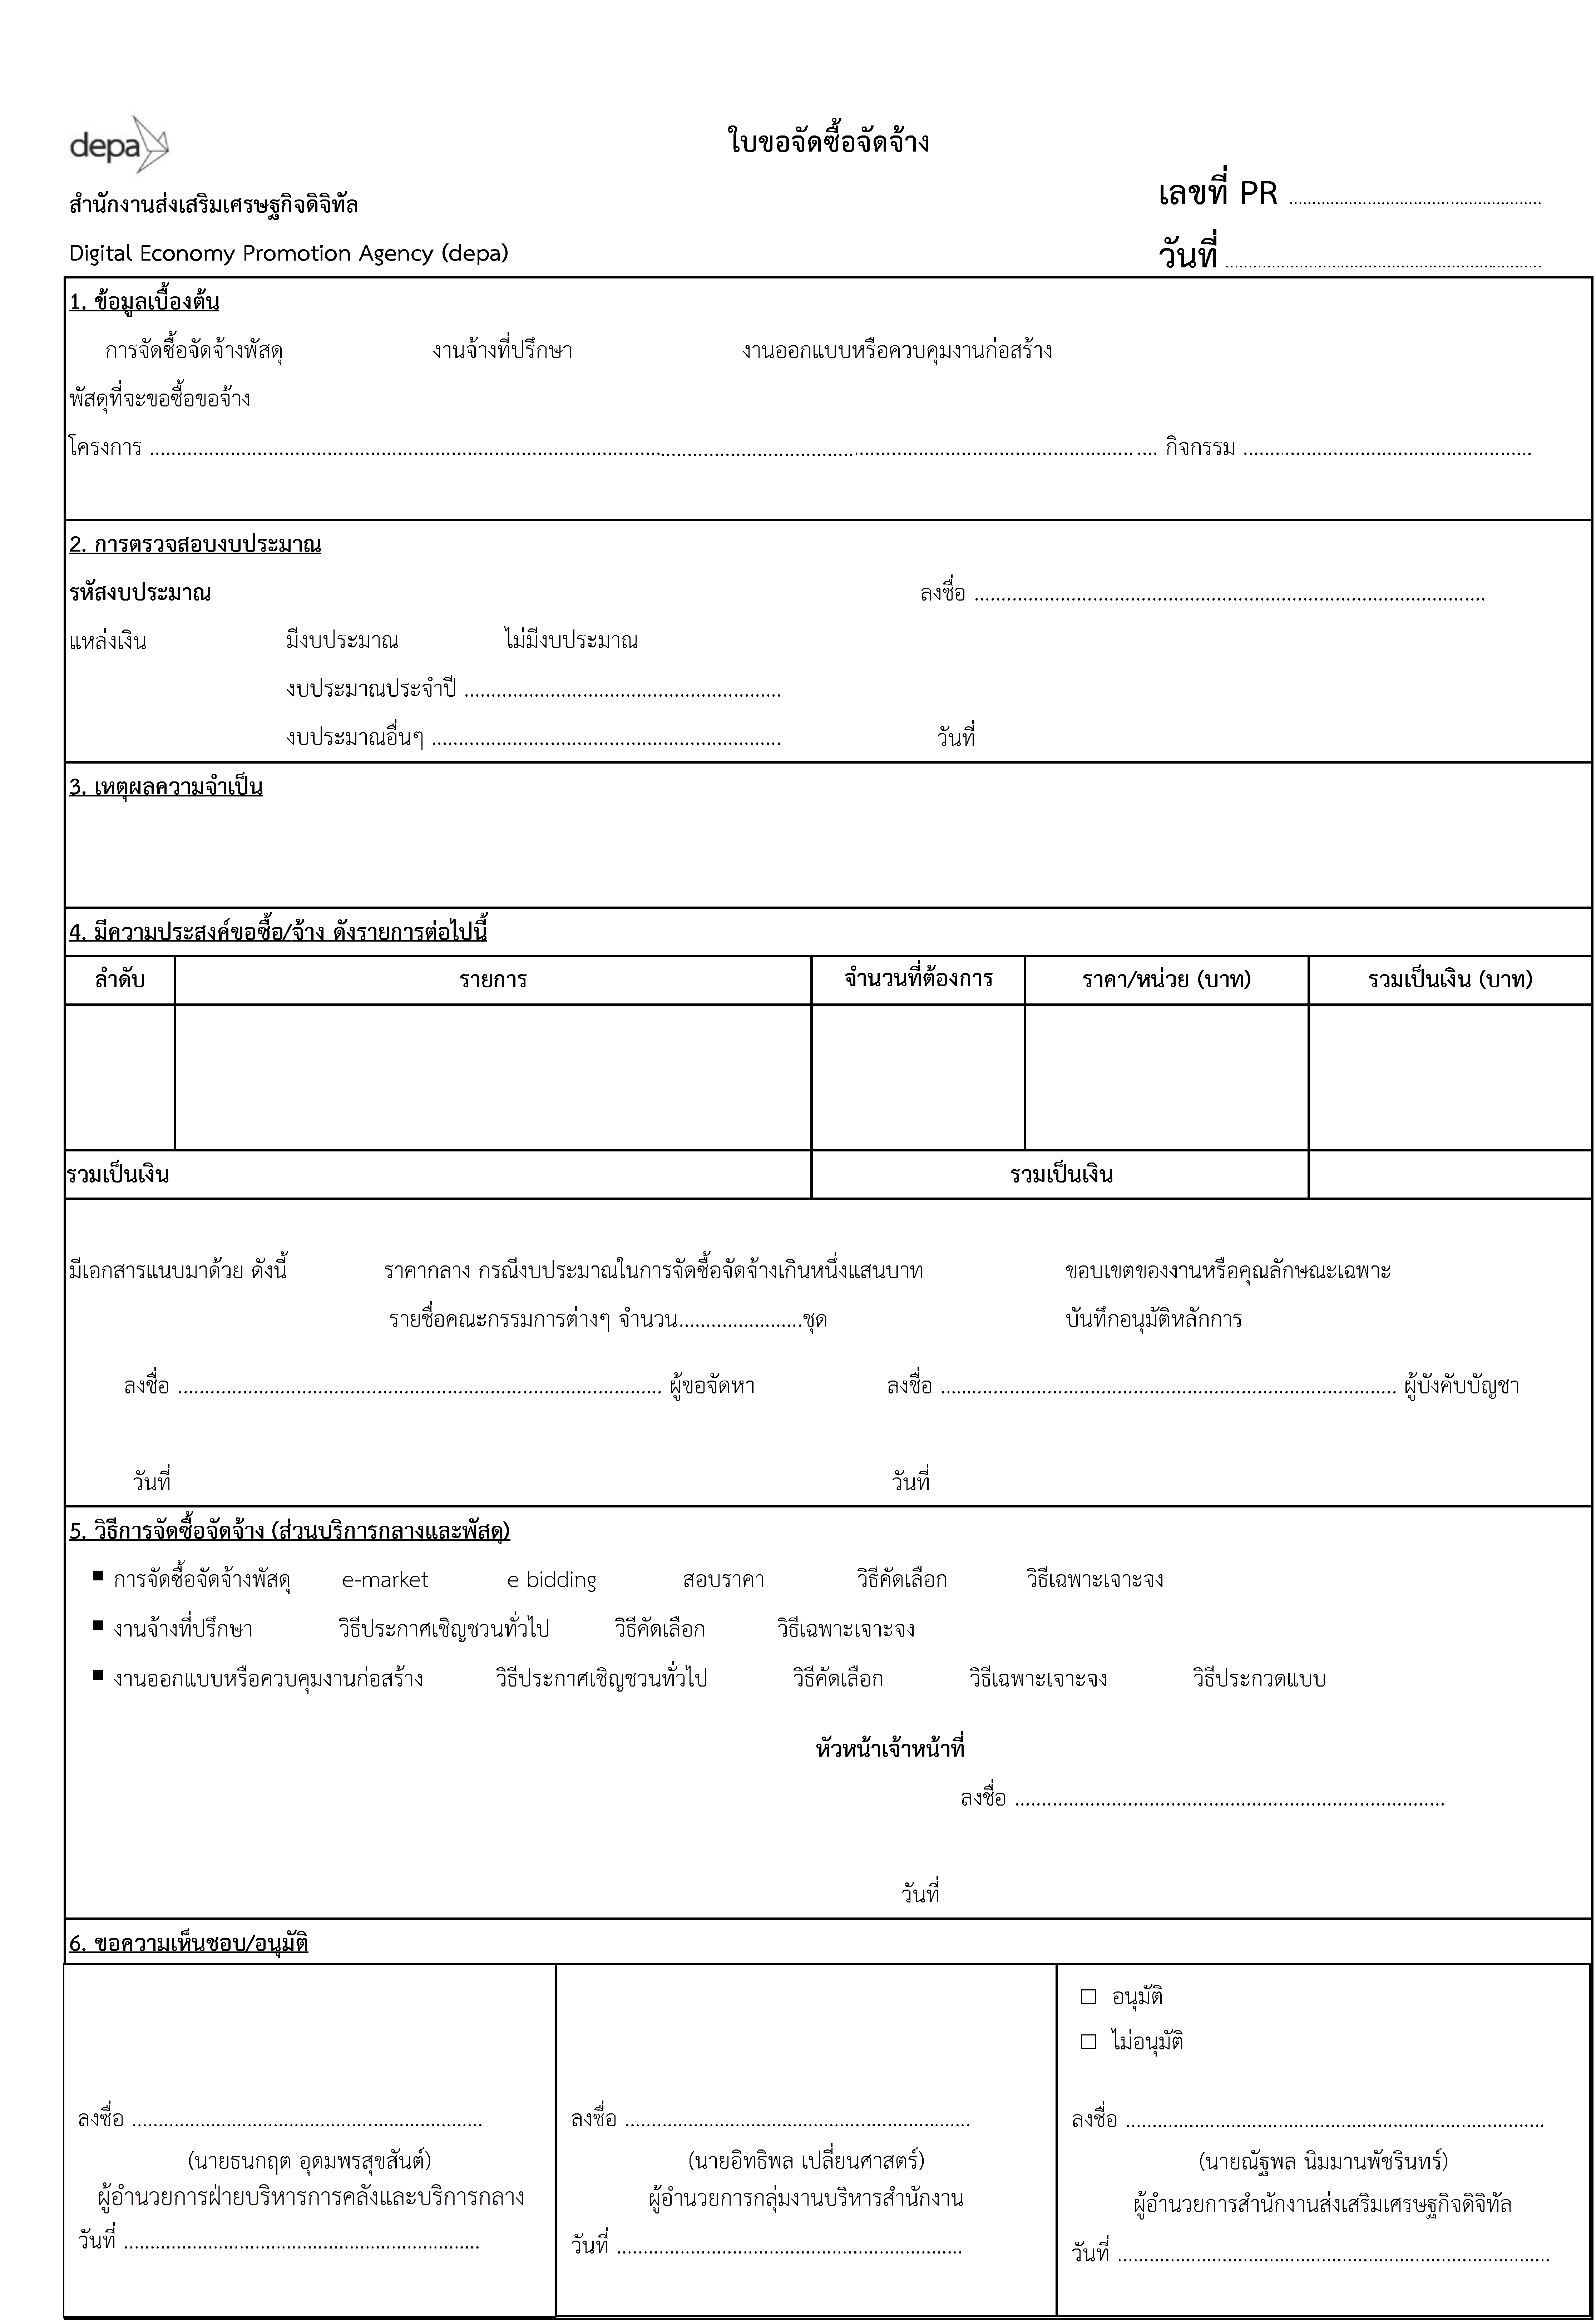 depa
ใบขอจัดซื้อจัดจ้าง
เลขที่ PR ........................................................
สำนักงานส่งเสริมเศรษฐกิจดิจิทัล
Digital Economy Promotion Agency (depa)
วันที่ ......................................................................
1. ข้อมูลเบื้องต้น
การจัดซื้อจัดจ้างพัสดุ งานจ้างที่ปรึกษา งานออกแบบหรือควบคุมงานก่อสร้าง
พัสดุที่จะขอซื้อขอจ้าง
โครงการ .................................................................................... กิจกรรม ......................................................
2. การตรวจสอบงบประมาณ
รหัสงบประมาณ ลงชื่อ ................................................................................................
แหล่งเงิน มีงบประมาณ ไม่มีงบประมาณ
งบประมาณประจำปี ...........................................................
งบประมาณอื่นๆ ................................................................. วันที่
3. เหตุผลความจำเป็น
4. มีความประสงค์ขอซื้อ/จ้าง ดังรายการต่อไปนี้
ลำดับ รายการ จำนวนที่ต้องการ ราคา/หน่วย (บาท) รวมเป็นเงิน (บาท)
รวมเป็นเงิน รวมเป็นเงิน
มีเอกสารแนบมาด้วย ดังนี้ ราคากลาง กรณีงบประมาณในการจัดซื้อจัดจ้างเกินหนึ่งแสนบาท ขอบเขตของงานหรือคุณลักษณะเฉพาะ
รายชื่อคณะกรรมการต่างๆ จำนวน.......................ชุด บันทึกอนุมัติหลักการ
ลงชื่อ .......................................................................................... ผู้ขอจัดหา ลงชื่อ ..................................................................................... ผู้บังคับบัญชา
วันที่ วันที่
5. วิธีการจัดซื้อจัดจ้าง (ส่วนบริการกลางและพัสดุ)
▪ การจัดซื้อจัดจ้างพัสดุ e-market e bidding สอบราคา วิธีคัดเลือก วิธีเฉพาะเจาะจง
▪ งานจ้างที่ปรึกษา วิธีประกาศเชิญชวนทั่วไป วิธีคัดเลือก วิธีเฉพาะเจาะจง
▪ งานออกแบบหรือควบคุมงานก่อสร้าง วิธีประกาศเชิญชวนทั่วไป วิธีคัดเลือก วิธีเฉพาะเจาะจง วิธีประกวดแบบ
หัวหน้าเจ้าหน้าที่
ลงชื่อ ................................................................................
วันที่
6. ขอความเห็นชอบ/อนุมัติ
☐ อนุมัติ
☐ ไม่อนุมัติ
ลงชื่อ ................................................................. ลงชื่อ ................................................................ ลงชื่อ ..............................................................................
(นายธนกฤต อุดมพรสุขสันต์) (นายอิทธิพล เปลี่ยนศาสตร์) (นายณัฐพล นิมมานพัชรินทร์)
ผู้อำนวยการฝ่ายบริหารการคลังและบริการกลาง ผู้อำนวยการกลุ่มงานบริหารสำนักงาน ผู้อำนวยการสำนักงานส่งเสริมเศรษฐกิจดิจิทัล
วันที่ .................................................................. วันที่ ................................................................ วันที่ ................................................................................